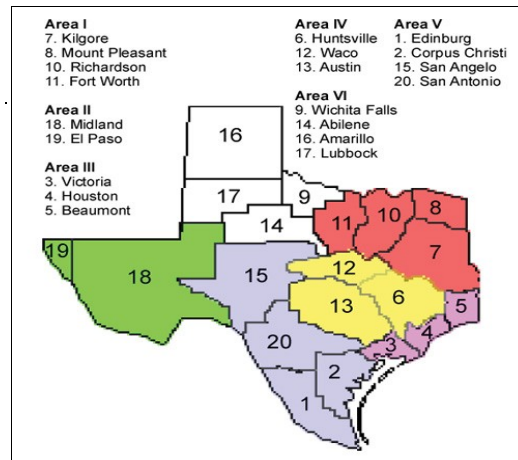 Area I
7. Kilgore
8. Mount Pleasant
10. Richardson
11. Fort Worth
Area II
18. Midland
19. El Paso
Area III
3. Victoria
4. Houston
5. Beaumont
Area IV
6. Huntsville
12. Waco
13. Austin
Area V
1. Edinburg
2. Corpus Christi
15. San Angelo
20. San Antonio
Area VI
9. Wichita Falls
14. Abilene
16. Amarillo
17. Lubbock
16
17
9
14
11
10
8
7
19
18
15
12
13
6
5
4
3
20
2
1